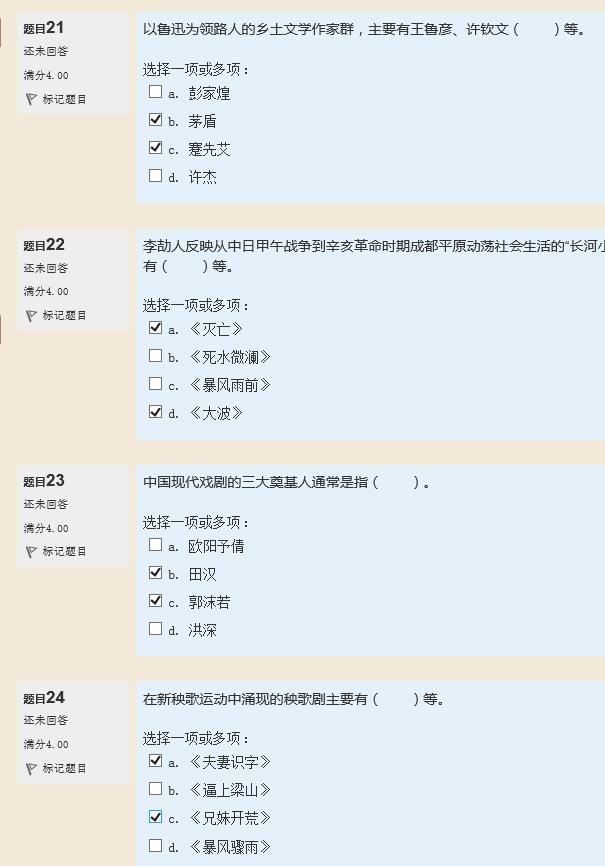 题目21
还未回答
满分4.00
标记题目
以鲁迅为领路人的乡土文学作家群，主要有王鲁彦、许钦文（　　）等。
选择一项或多项：
a. 彭家煌
b. 茅盾
c. 蹇先艾
d. 许杰
题目22
还未回答
满分4.00
标记题目
李劼人反映从中日甲午战争到辛亥革命时期成都平原动荡社会生活的“长河小
有（　　）等。
选择一项或多项：
a. 《灭亡》
b. 《死水微澜》
c. 《暴风雨前》
d. 《大波》
题目23
还未回答
满分4.00
标记题目
中国现代戏剧的三大奠基人通常是指（　　）。
选择一项或多项：
a. 欧阳予倩
b. 田汉
c. 郭沫若
d. 洪深
题目24
还未回答
满分4.00
标记题目
在新秧歌运动中涌现的秧歌剧主要有（　　）等。
选择一项或多项：
a. 《夫妻识字》
b. 《逼上梁山》
c. 《兄妹开荒》
d. 《暴风骤雨》